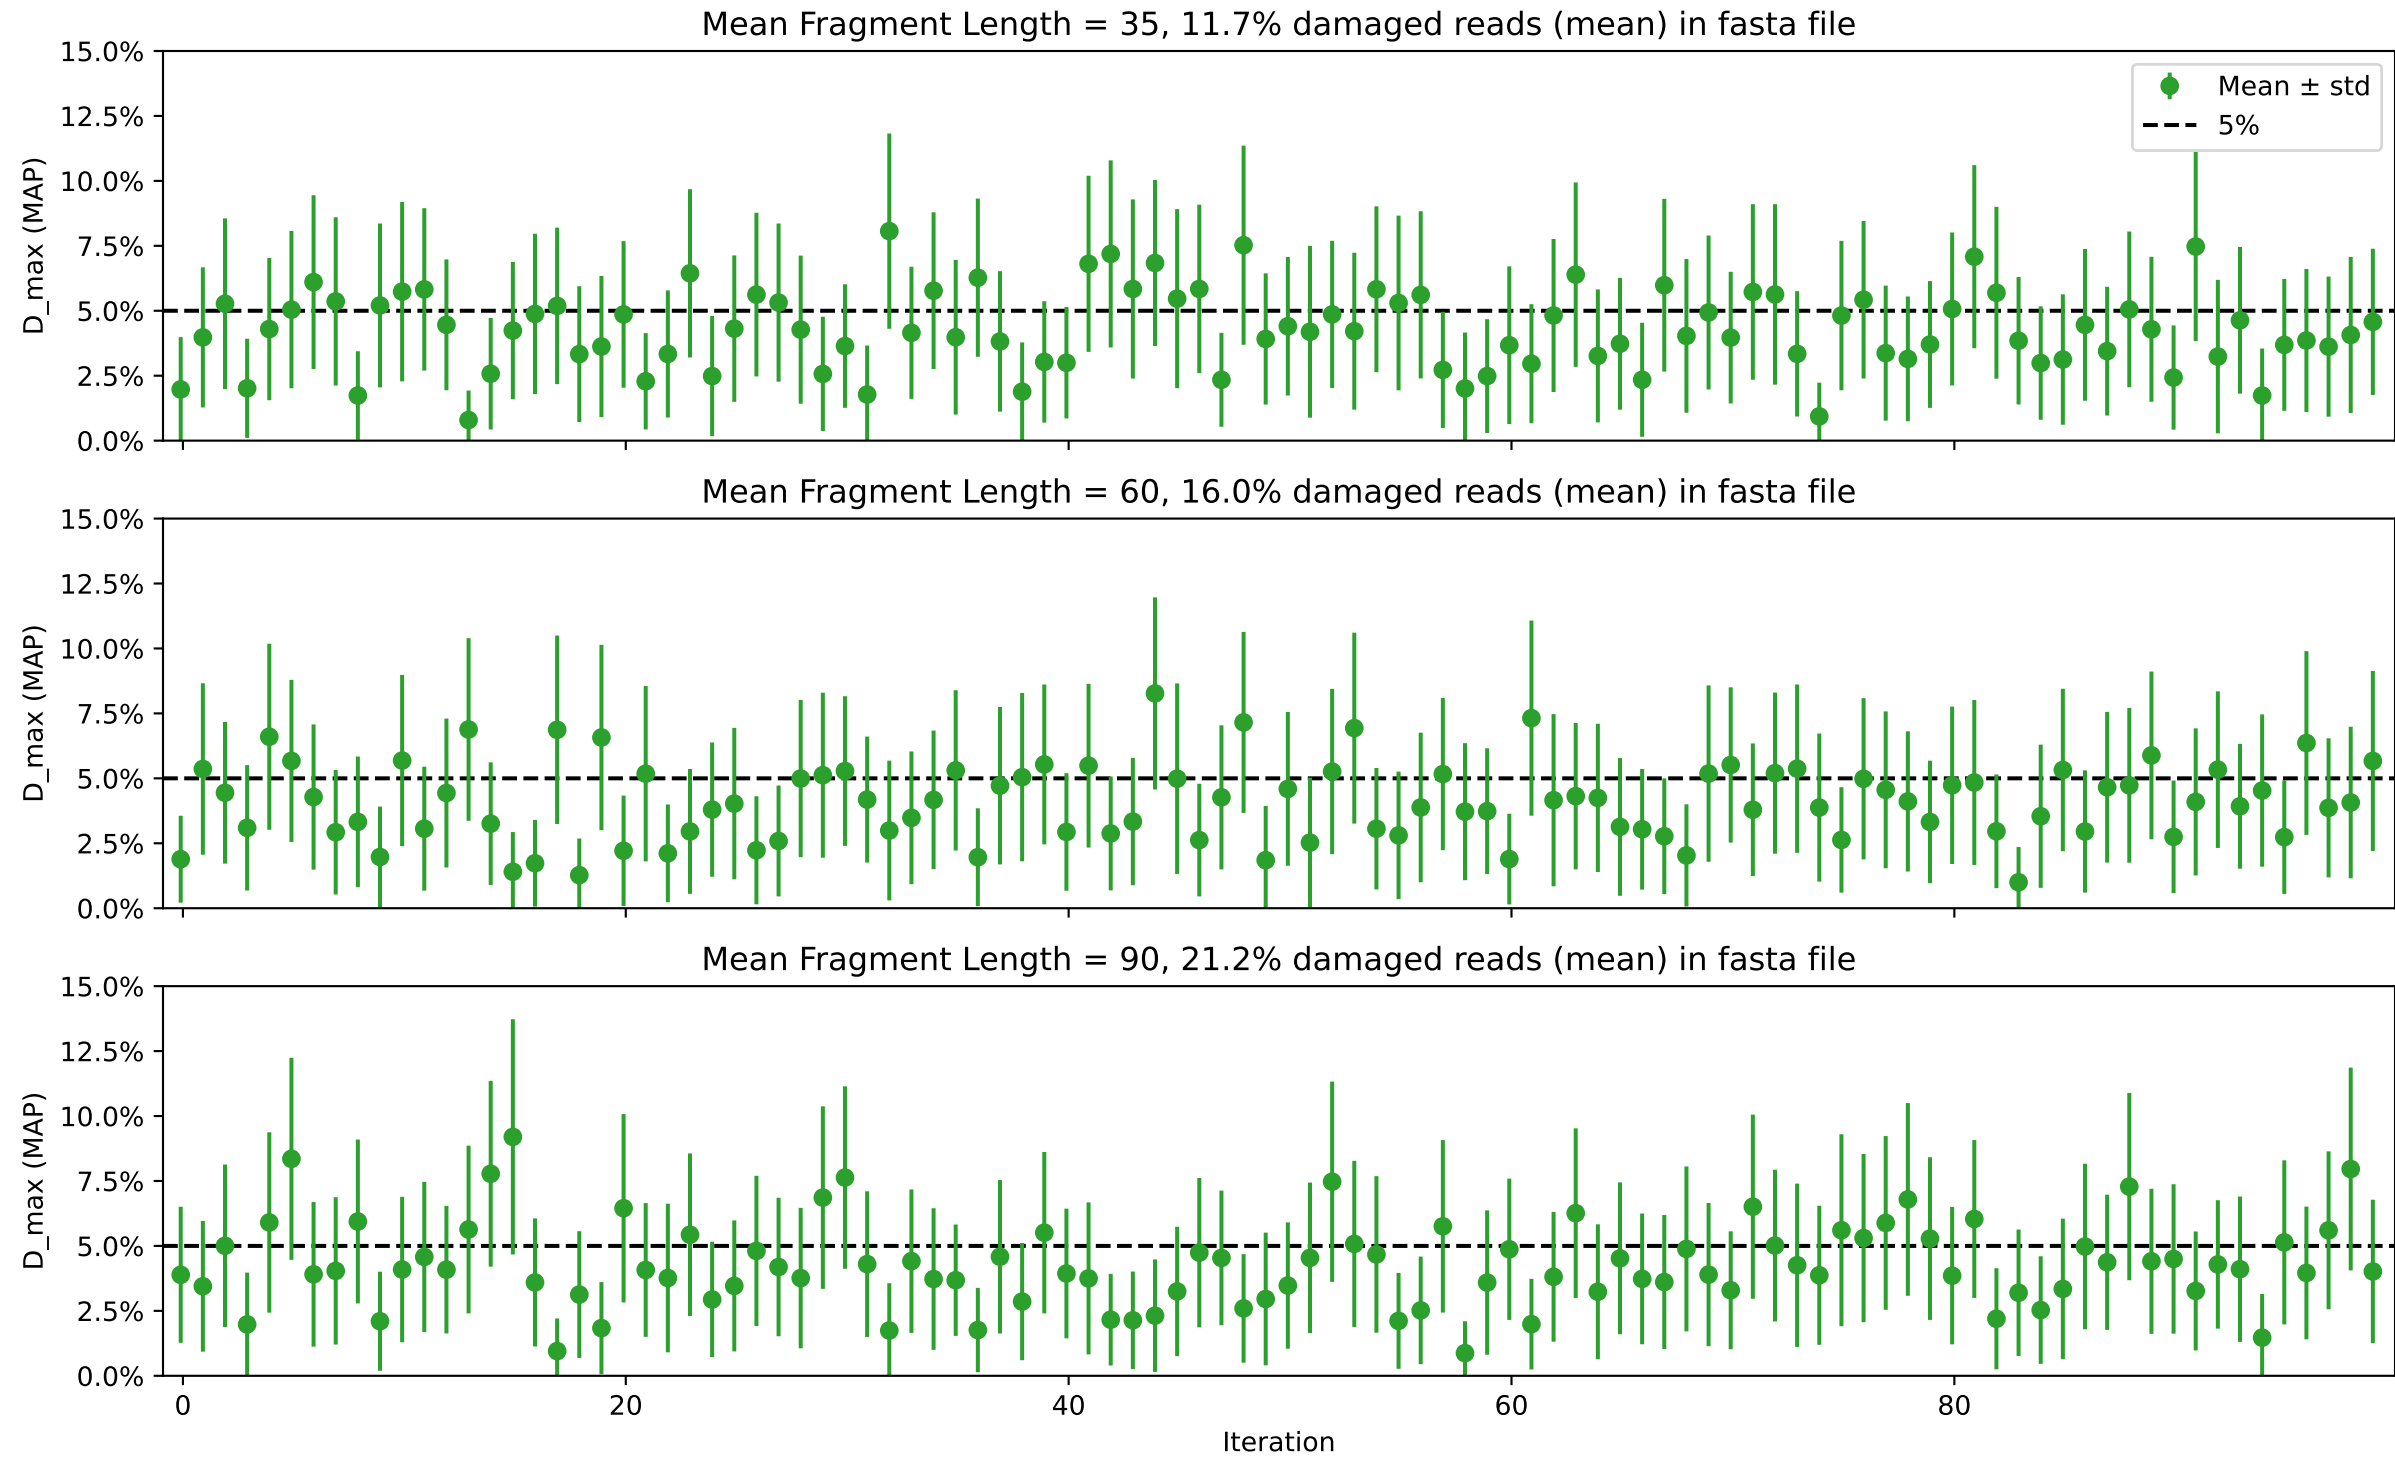 Mean Fragment Length = 35, 11.7% damaged reads (mean) in fasta file
15.0%
12.5%
10.0%
7.5%
5.0%
2.5%
0.0%
D_max (MAP)
Mean ± std
5%
Mean Fragment Length = 60, 16.0% damaged reads (mean) in fasta file
15.0%
12.5%
10.0%
7.5%
5.0%
2.5%
0.0%
D_max (MAP)
Mean Fragment Length = 90, 21.2% damaged reads (mean) in fasta file
15.0%
12.5%
10.0%
7.5%
5.0%
2.5%
0.0%
D_max (MAP)
0 20 40 60 80
Iteration